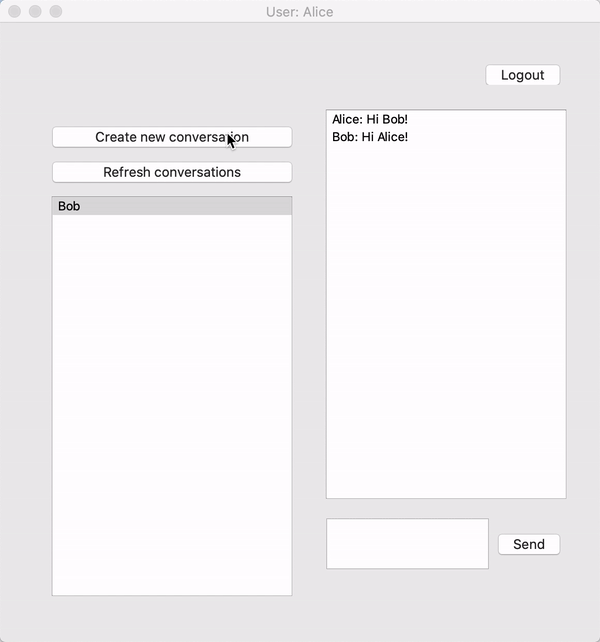 User: Alice
Logout
Create new conversation
Refresh conversations
Bob
Alice: Hi Bob!
Bob: Hi Alice!
Send